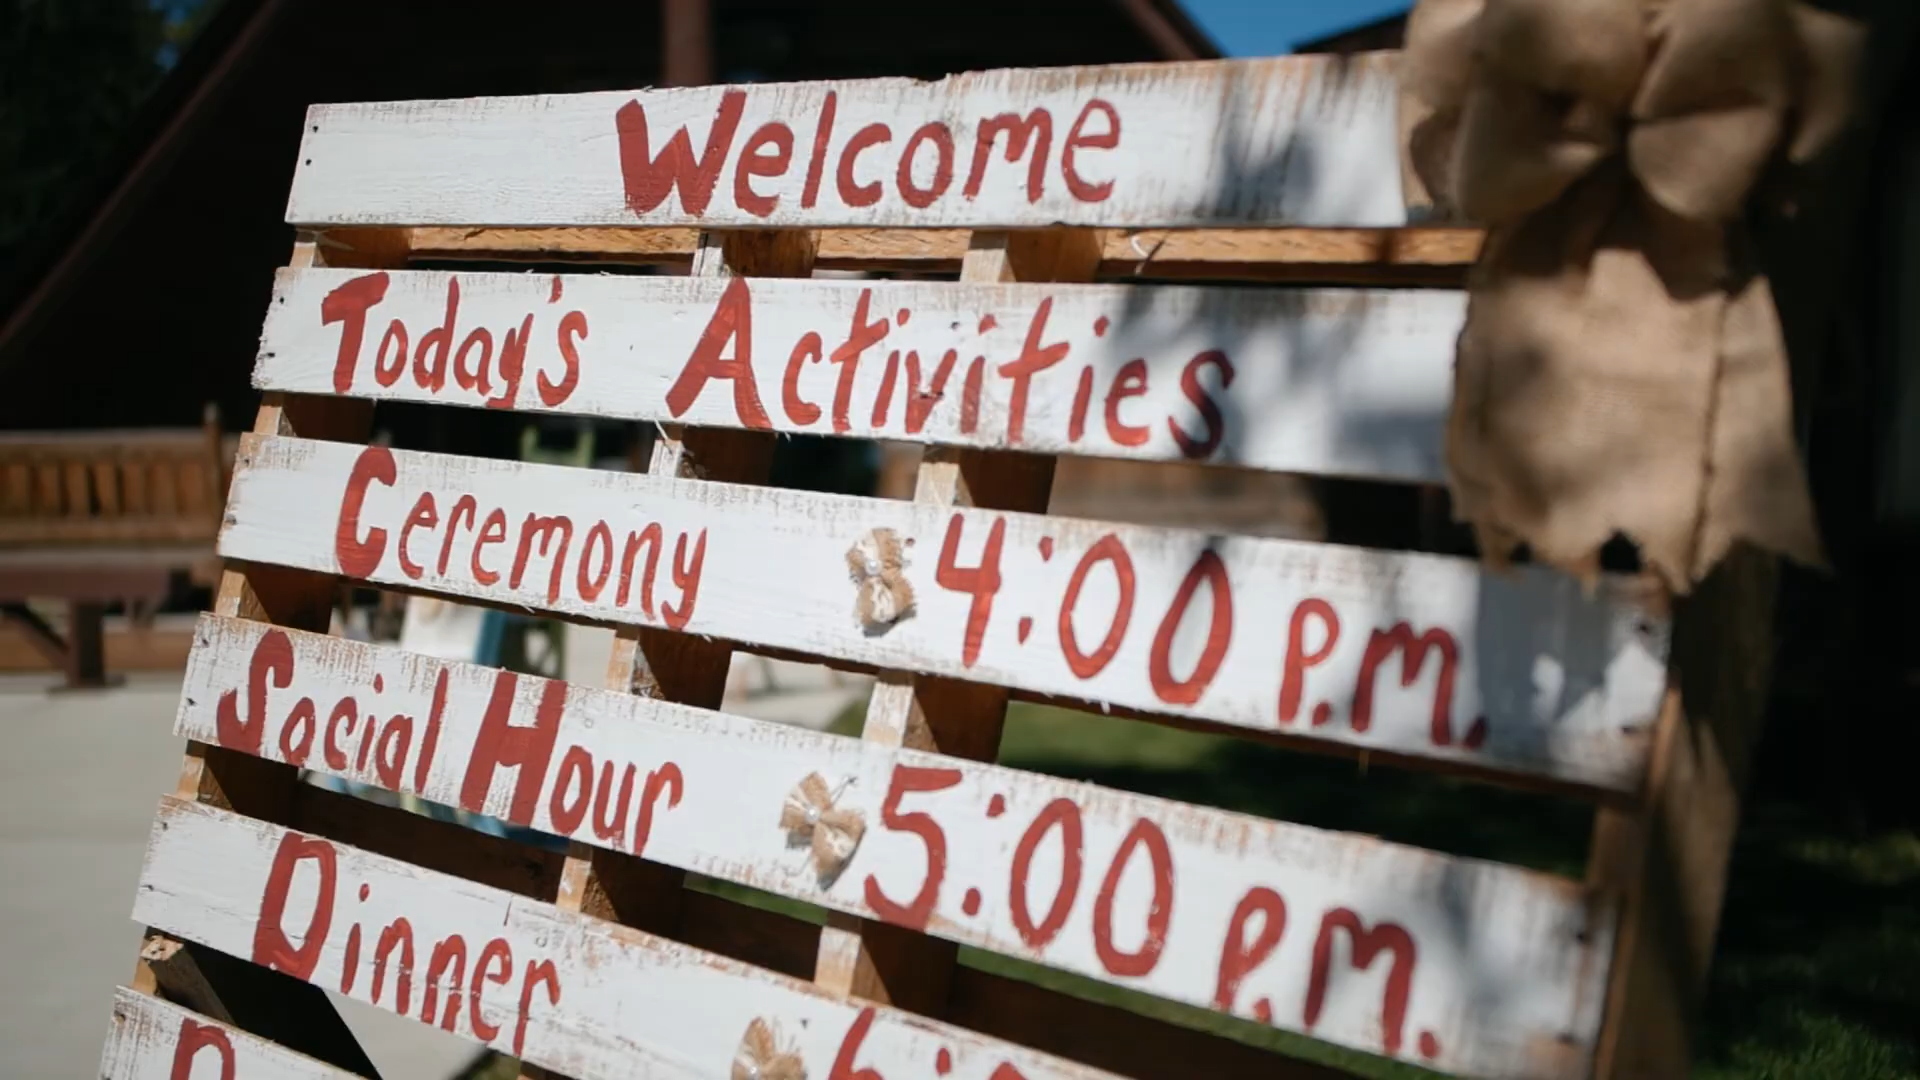 Welcome
Today's Activities
Ceremony 4:00 P.M.
Social Hour 5:00 P.M.
Dinner